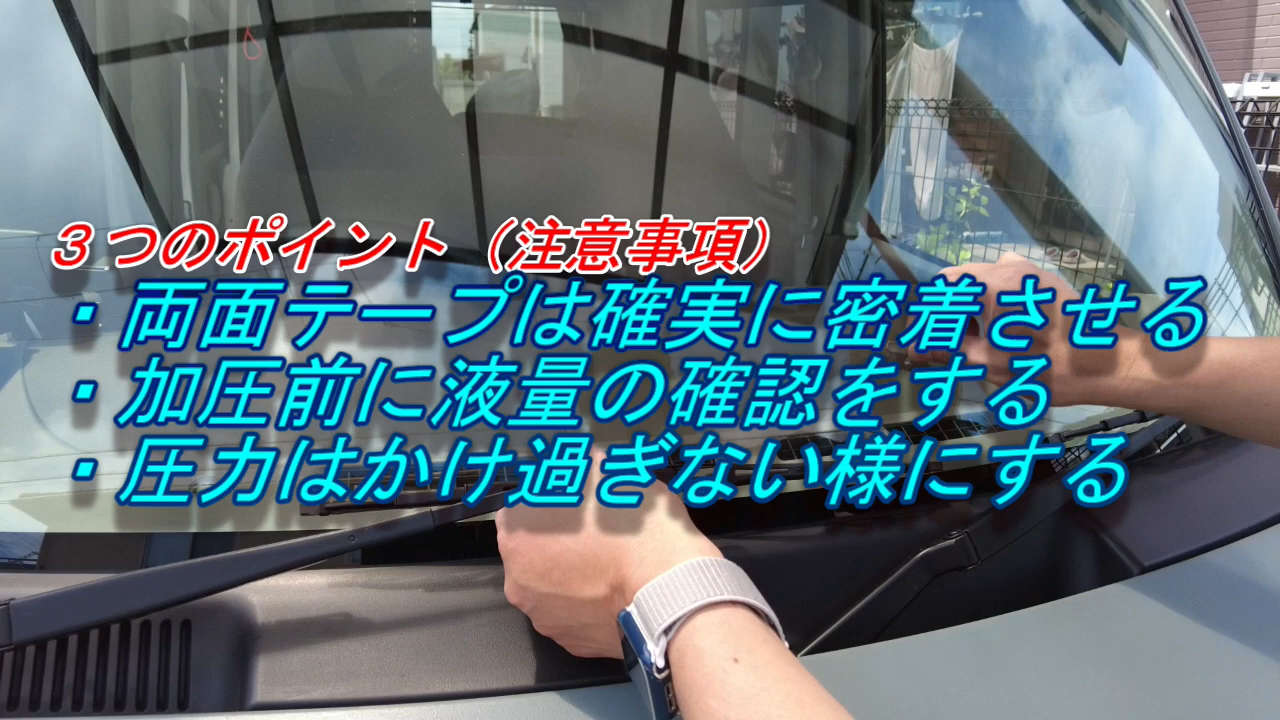 ３つのポイント（注意事項）
・両面テープは確実に密着させる
・加圧前に液量の確認をする
・圧力はかけ過ぎない様にする